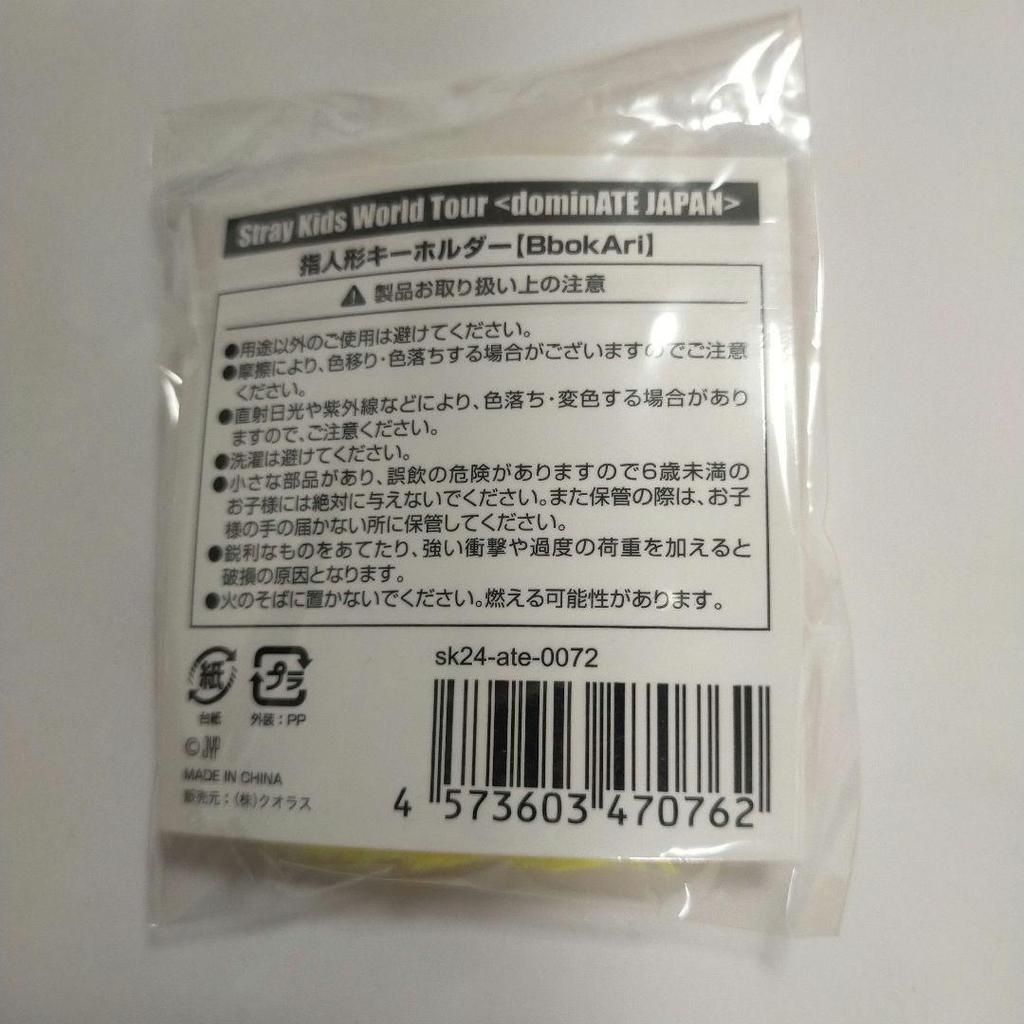 Stray Kids World Tour <dominATE JAPAN>
指人形キーホルダー【BbokAri】
製品お取り扱い上の注意
●用途以外のご使用は避けてください。
●摩擦により、色移り・色落ちする場合がございますのでご注意
ください。
●直射日光や紫外線などにより、色落ち・変色する場合があり
ますので、ご注意ください。
●洗濯は避けてください。
●小さな部品があり、誤飲の危険がありますので6歳未満の
お子様には絶対に与えないでください。また保管の際は、お子
様の手の届かない所に保管してください。
●鋭利なものをあてたり、強い衝撃や過度の荷重を加えると
破損の原因となります。
●火のそばに置かないでください。燃える可能性があります。
sk24-ate-0072
紙 プラ
台紙 外装:PP
©JYP
MADE IN CHINA
販売元:(株)クオラス
4 573603 470762